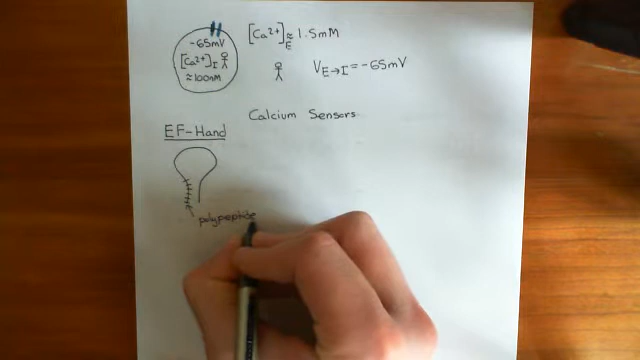 -65mV
[Ca²⁺]I
≈100nM
[Ca²⁺]E ≈ 1.5mM
VE→I = -65mV
Calcium Sensors
EF-Hand
polypeptide